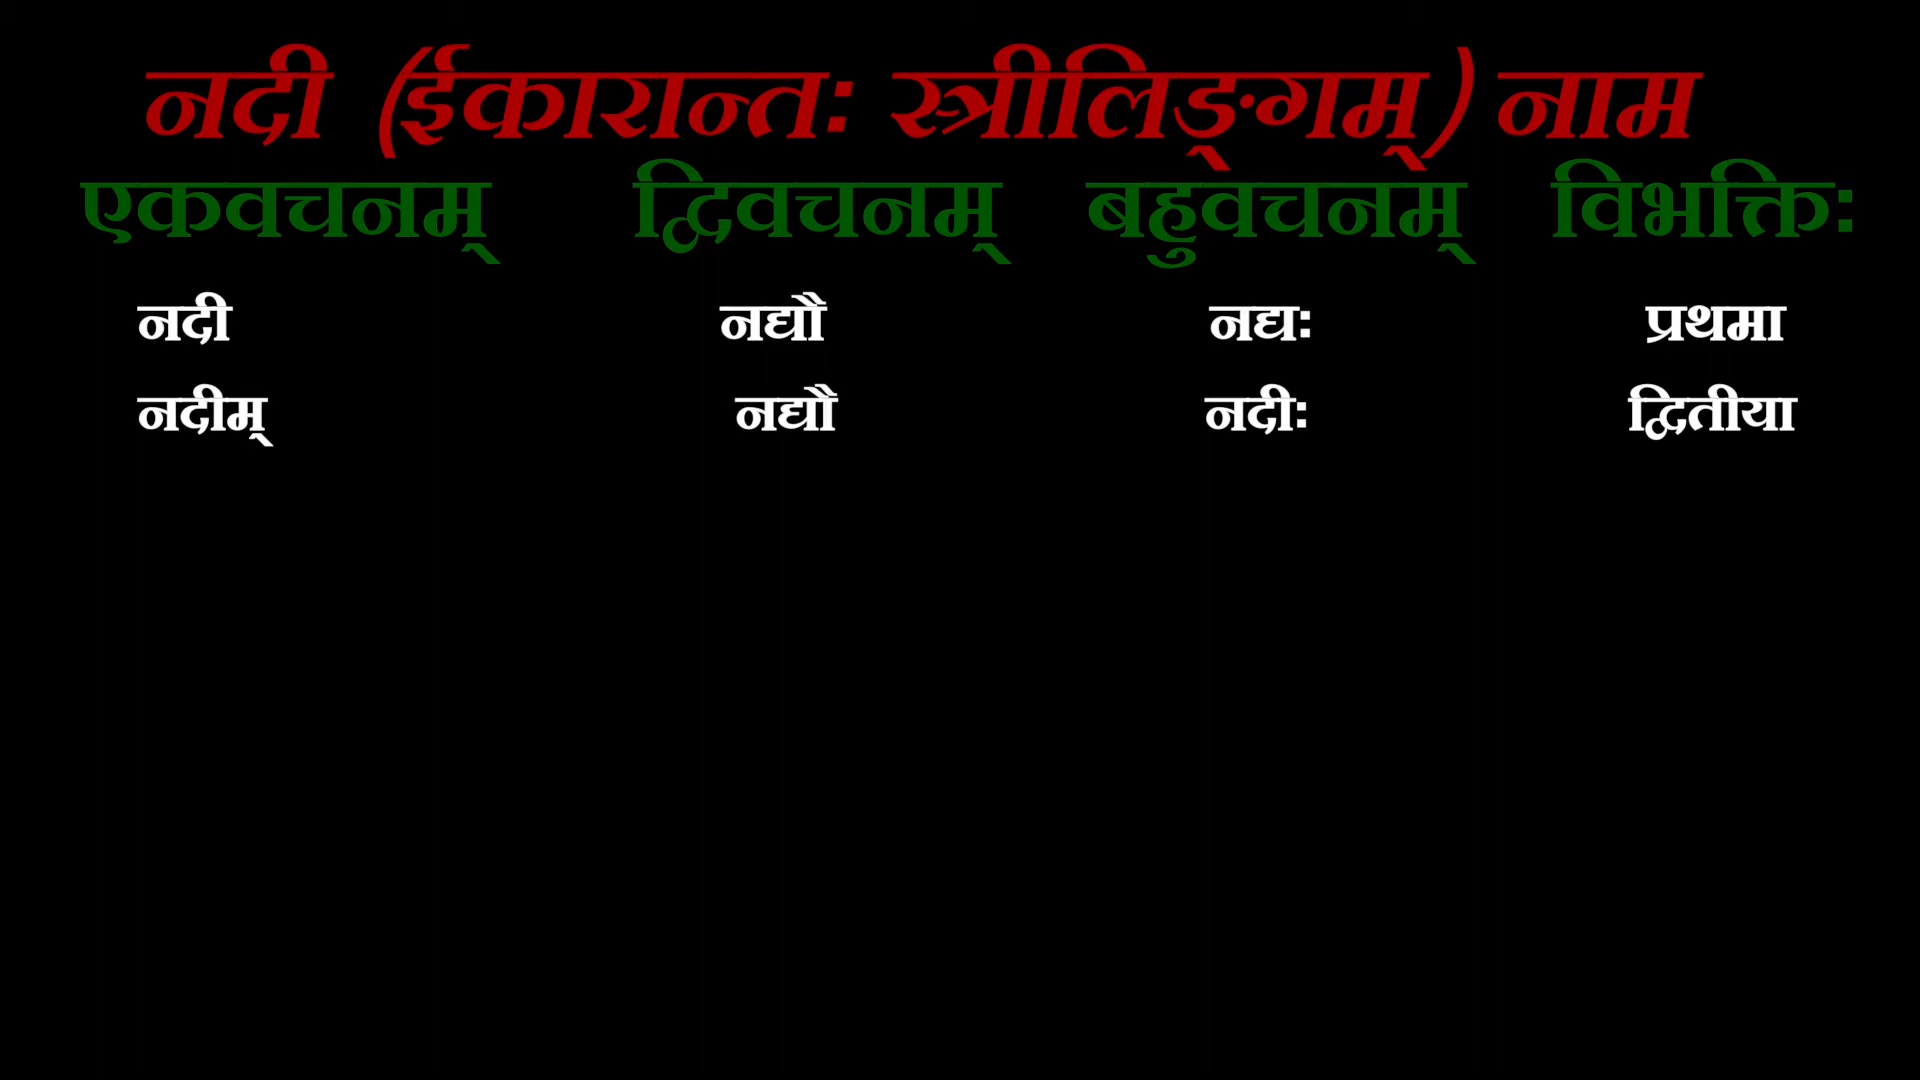 नदी (ईकारान्तः स्त्रीलिङ्गम्) नाम
एकवचनम् द्विवचनम् बहुवचनम् विभक्तिः
नदी नद्यौ नद्यः प्रथमा
नदीम् नद्यौ नदीः द्वितीया